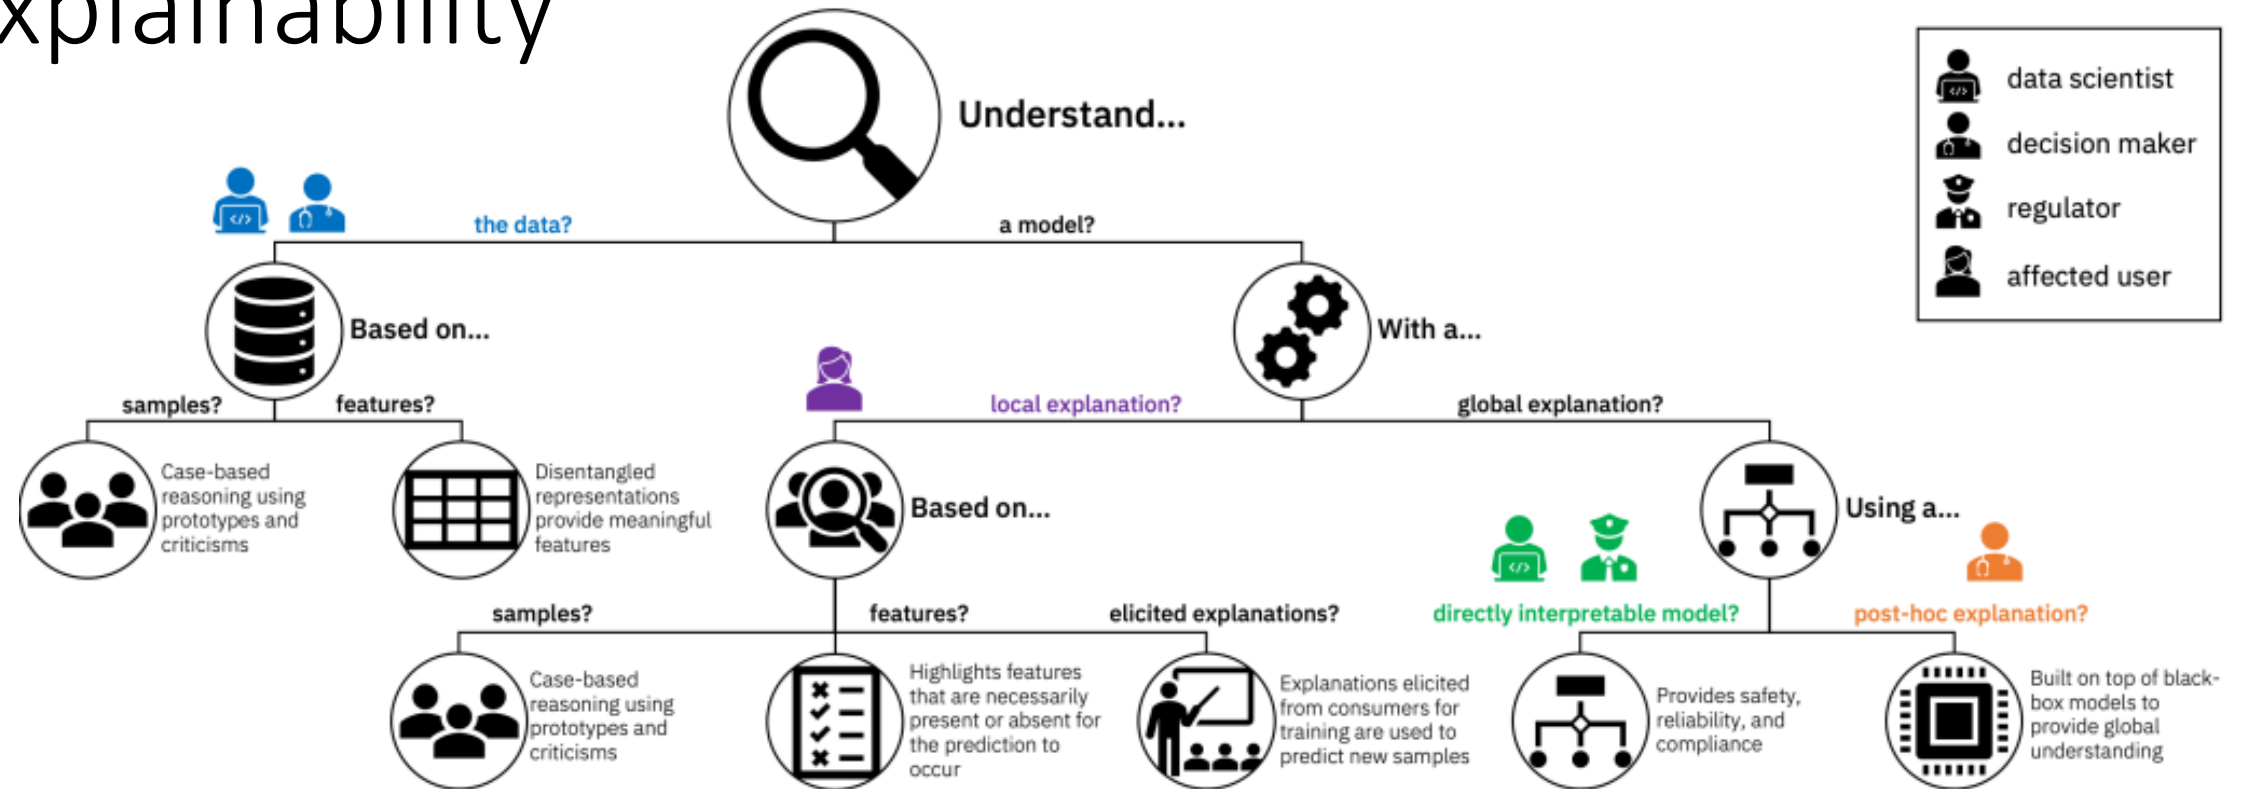 xplainability
Understand...
data scientist
decision maker
regulator
affected user
the data?
a model?
Based on...
With a...
samples?
features?
local explanation?
global explanation?
Case-based
reasoning using
prototypes and
criticisms
Disentangled
representations
provide meaningful
features
Based on...
Using a...
samples?
features?
elicited explanations?
directly interpretable model?
post-hoc explanation?
Case-based
reasoning using
prototypes and
criticisms
Highlights features
that are necessarily
present or absent for
the prediction to
occur
Explanations elicited
from consumers for
training are used to
predict new samples
Provides safety,
reliability, and
compliance
Built on top of black-
box models to
provide global
understanding